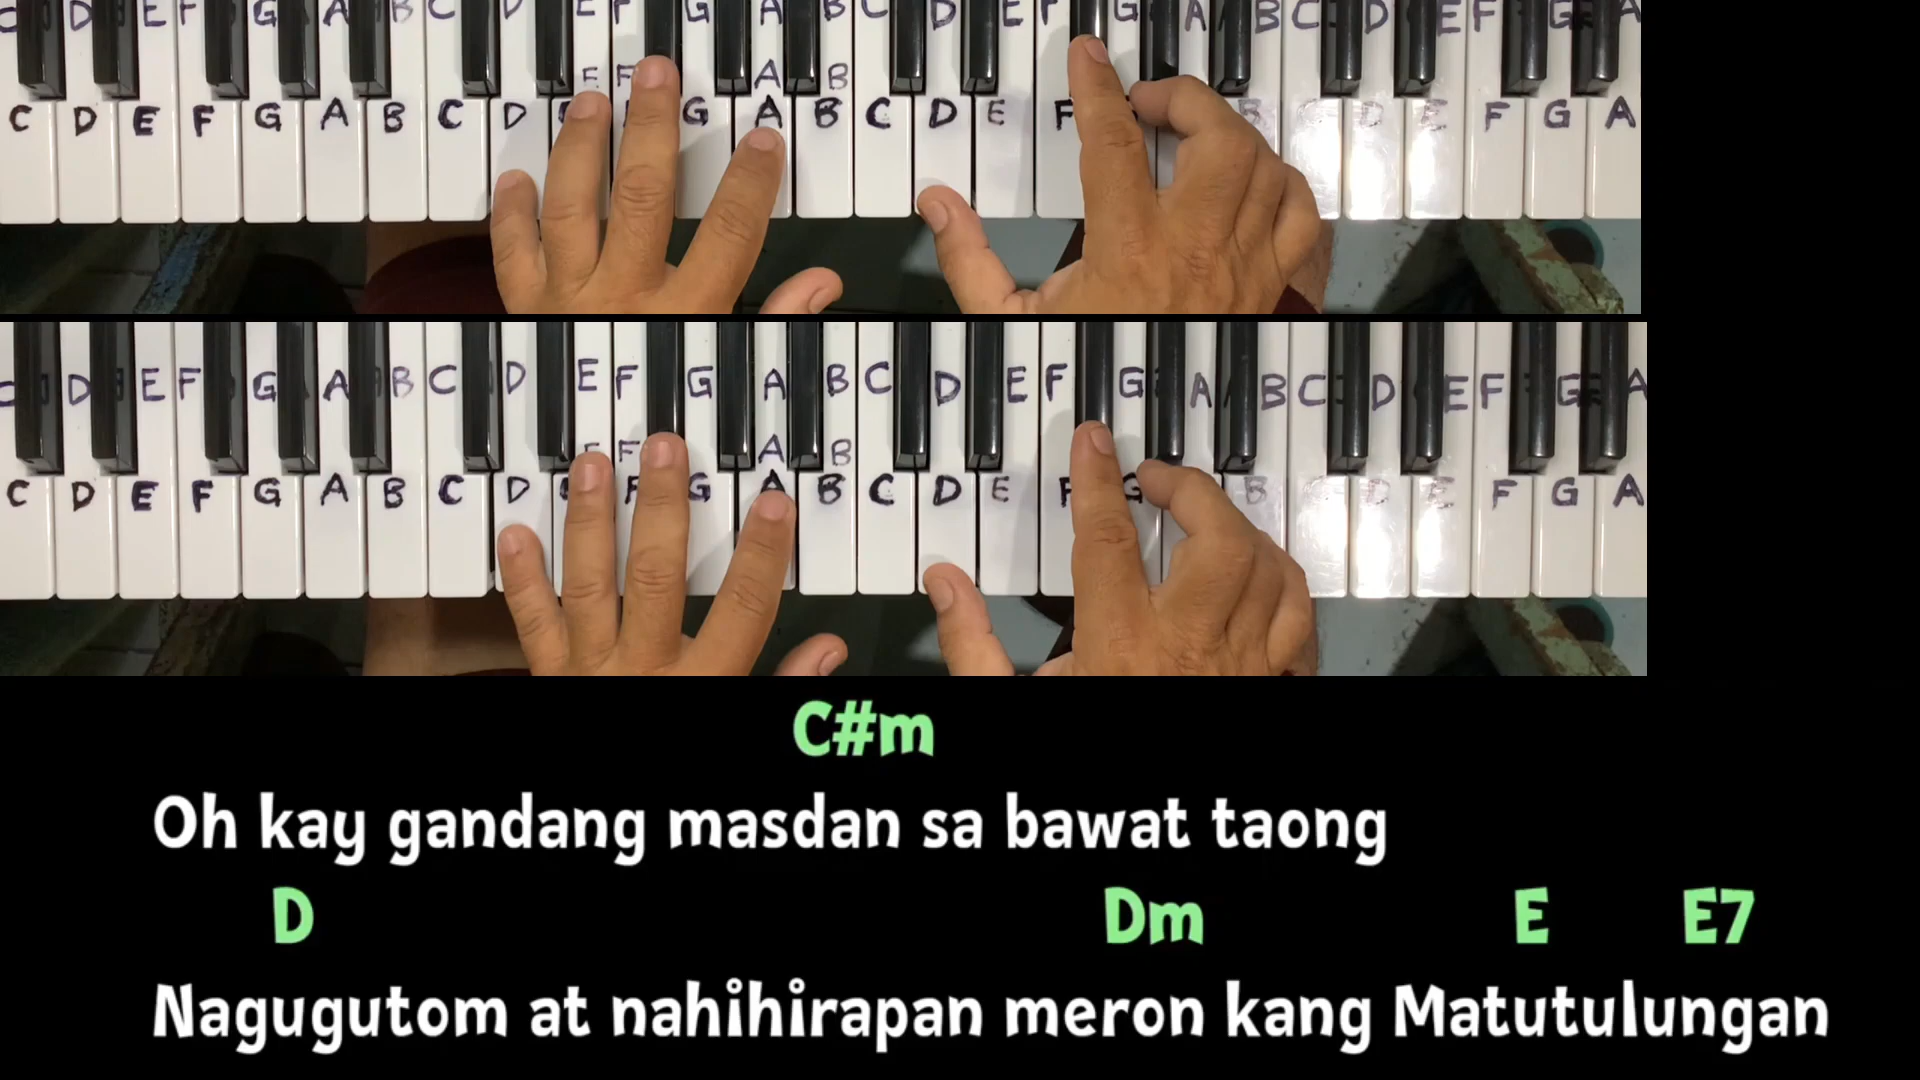 C D E F G A B C D E F G A B C D E F G A B C D E F G A
E F A B
C D E F G A B C D G A B C D E F B C D E F G A
C D E F G A B C D E F G A B C D E F G A B C D E F G A
E F A B
C D E F G A B C D F G A B C D E F G B C D E F G A
C#m
Oh kay gandang masdan sa bawat taong
D Dm E E7
Nagugutom at nahihirapan meron kang Matutulungan